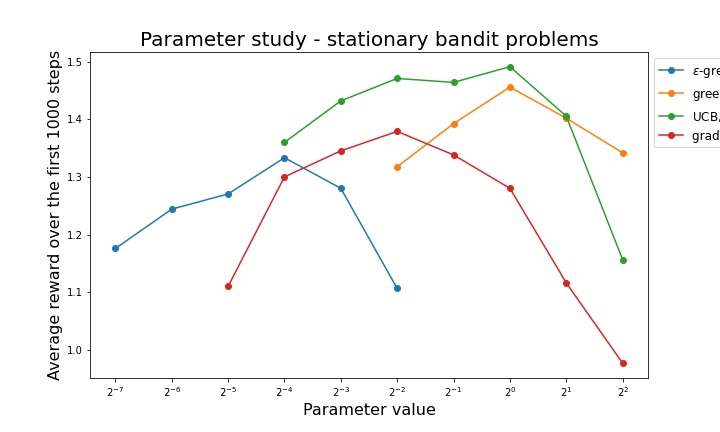 Parameter study - stationary bandit problems
Average reward over the first 1000 steps
1.5
1.4
1.3
1.2
1.1
1.0
2⁻⁷ 2⁻⁶ 2⁻⁵ 2⁻⁴ 2⁻³ 2⁻² 2⁻¹ 2⁰ 2¹ 2²
Parameter value
ε-gre
gree
UCB,
grad